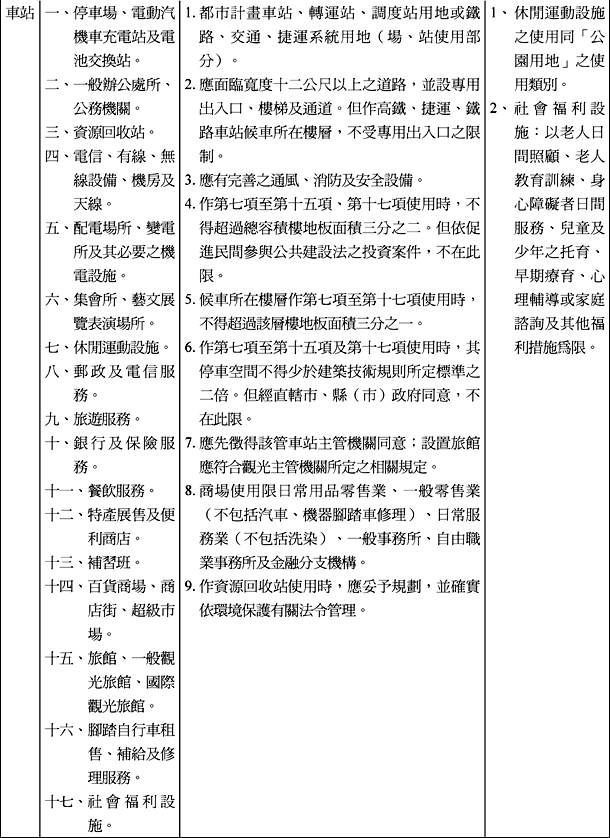 車站
一、停車場、電動汽
機車充電站及電
池交換站。
二、一般辦公處所、
公務機關。
三、資源回收站。
四、電信、有線、無
線設備、機房及
天線。
五、配電場所、變電
所及其必要之機
電設施。
六、集會所、藝文展
覽表演場所。
七、休閒運動設施。
八、郵政及電信服
務。
九、旅遊服務。
十、銀行及保險服
務。
十一、餐飲服務。
十二、特產展售及便
利商店。
十三、補習班。
十四、百貨商場、商
店街、超級市
場。
十五、旅館、一般觀
光旅館、國際
觀光旅館。
十六、腳踏自行車租
售、補給及修
理服務。
十七、社會福利設
施。
1. 都市計畫車站、轉運站、調度站用地或鐵
路、交通、捷運系統用地（場、站使用部
分）。
2. 應面臨寬度十二公尺以上之道路，並設專用
出入口、樓梯及通道。但作高鐵、捷運、鐵
路車站候車所在樓層，不受專用出入口之限
制。
3. 應有完善之通風、消防及安全設備。
4. 作第七項至第十五項、第十七項使用時，不
得超過總容積樓地板面積三分之二。但依促
進民間參與公共建設法之投資案件，不在此
限。
5. 候車所在樓層作第七項至第十七項使用時，
不得超過該層樓地板面積三分之一。
6. 作第七項至第十五項及第十七項使用時，其
停車空間不得少於建築技術規則所定標準之
二倍。但經直轄市、縣（市）政府同意，不
在此限。
7. 應先徵得該管車站主管機關同意；設置旅館
應符合觀光主管機關所定之相關規定。
8. 商場使用限日常用品零售業、一般零售業
（不包括汽車、機器腳踏車修理）、日常服
務業（不包括洗染）、一般事務所、自由職
業事務所及金融分支機構。
9. 作資源回收站使用時，應妥予規劃，並確實
依環境保護有關法令管理。
1、休閒運動設施
之使用同「公
園用地」之使
用類別。
2、社會福利設
施：以老人日
間照顧、老人
教育訓練、身
心障礙者日間
服務、兒童及
少年之托育、
早期療育、心
理輔導或家庭
諮詢及其他福
利措施爲限。